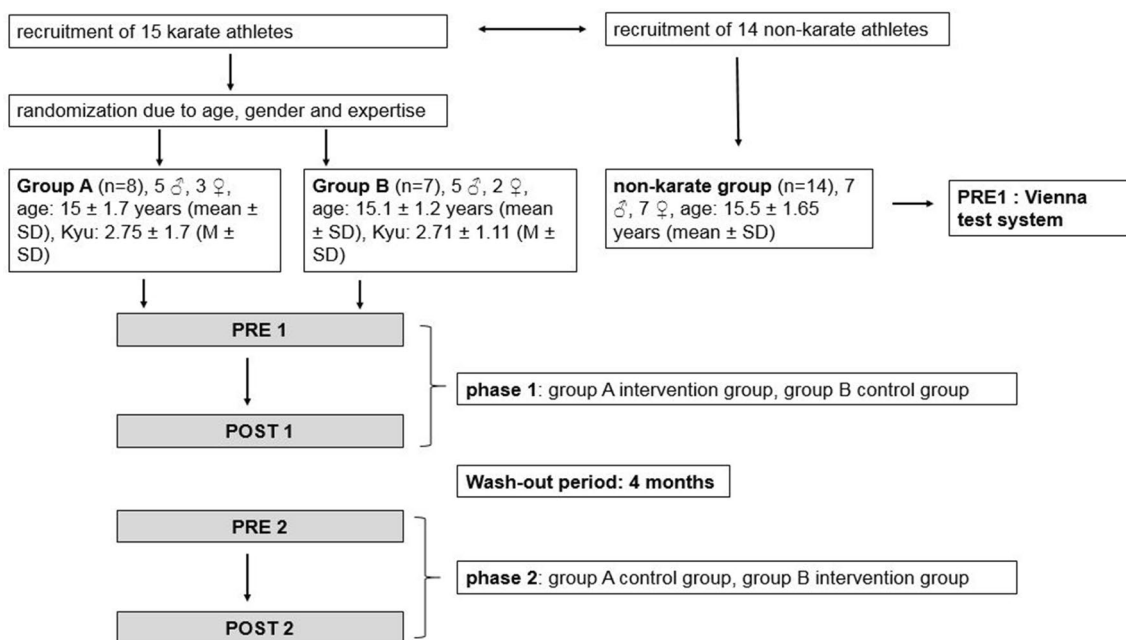 recruitment of 15 karate athletes
recruitment of 14 non-karate athletes
randomization due to age, gender and expertise
Group A (n=8), 5 ♂, 3 ♀,
age: 15 ± 1.7 years (mean ±
SD), Kyu: 2.75 ± 1.7 (M ±
SD)
Group B (n=7), 5 ♂, 2 ♀,
age: 15.1 ± 1.2 years (mean
± SD), Kyu: 2.71 ± 1.11 (M ±
SD)
non-karate group (n=14), 7
♂, 7 ♀, age: 15.5 ± 1.65
years (mean ± SD)
PRE1 : Vienna
test system
PRE 1
phase 1: group A intervention group, group B control group
POST 1
Wash-out period: 4 months
PRE 2
phase 2: group A control group, group B intervention group
POST 2